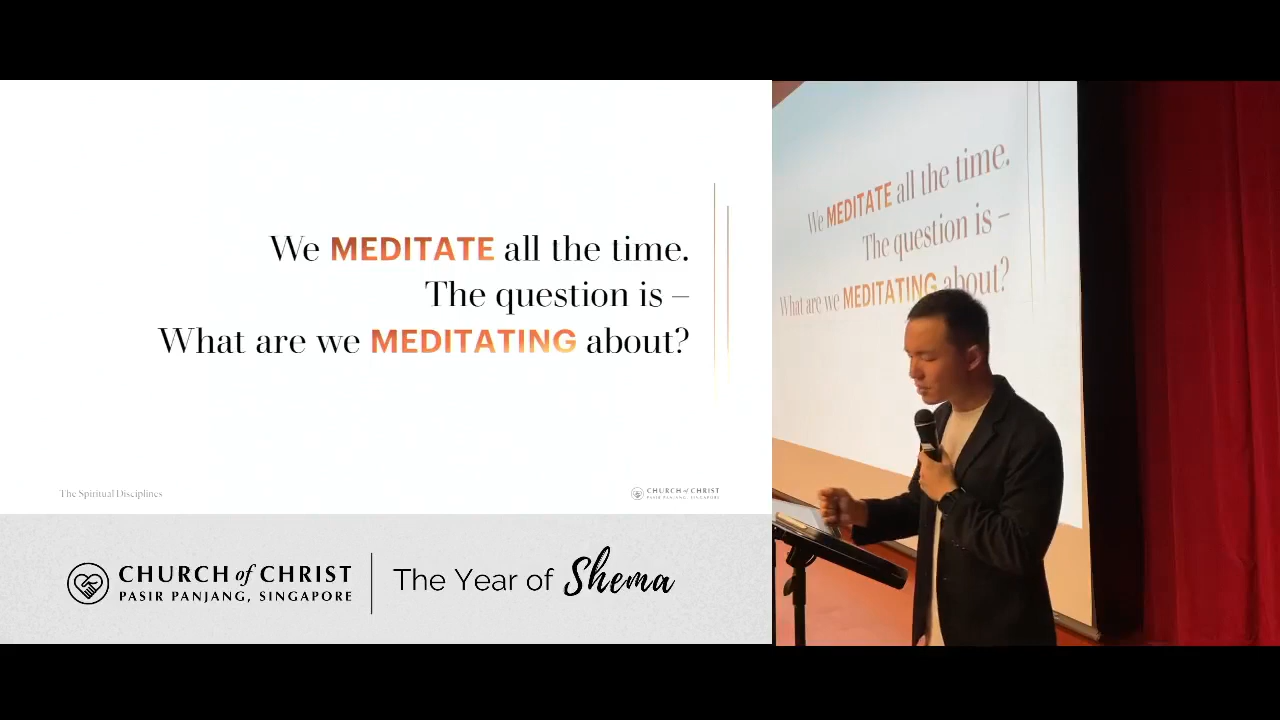 We MEDITATE all the time.
The question is –
What are we MEDITATING about?
The Spiritual Disciplines
CHURCH of CHRIST
PASIR PANJANG, SINGAPORE
CHURCH of CHRIST
PASIR PANJANG, SINGAPORE
The Year of Shema
We MEDITATE all the time.
The question is –
What are we MEDITATING about?